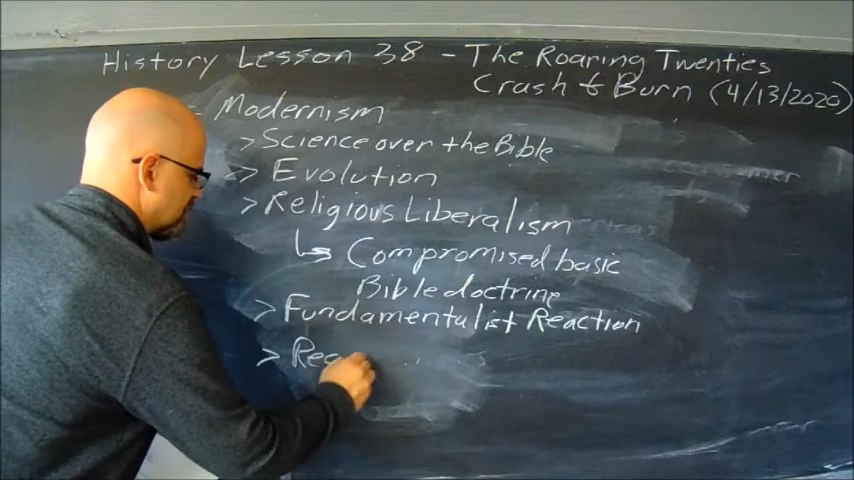 History Lesson 38 - The Roaring Twenties
Crash & Burn (4/13/2020)
- Modernism
> Science over the Bible
> Evolution
> Religious Liberalism
↳ Compromised basic
Bible doctrine
> Fundamentalist Reaction
> Rea